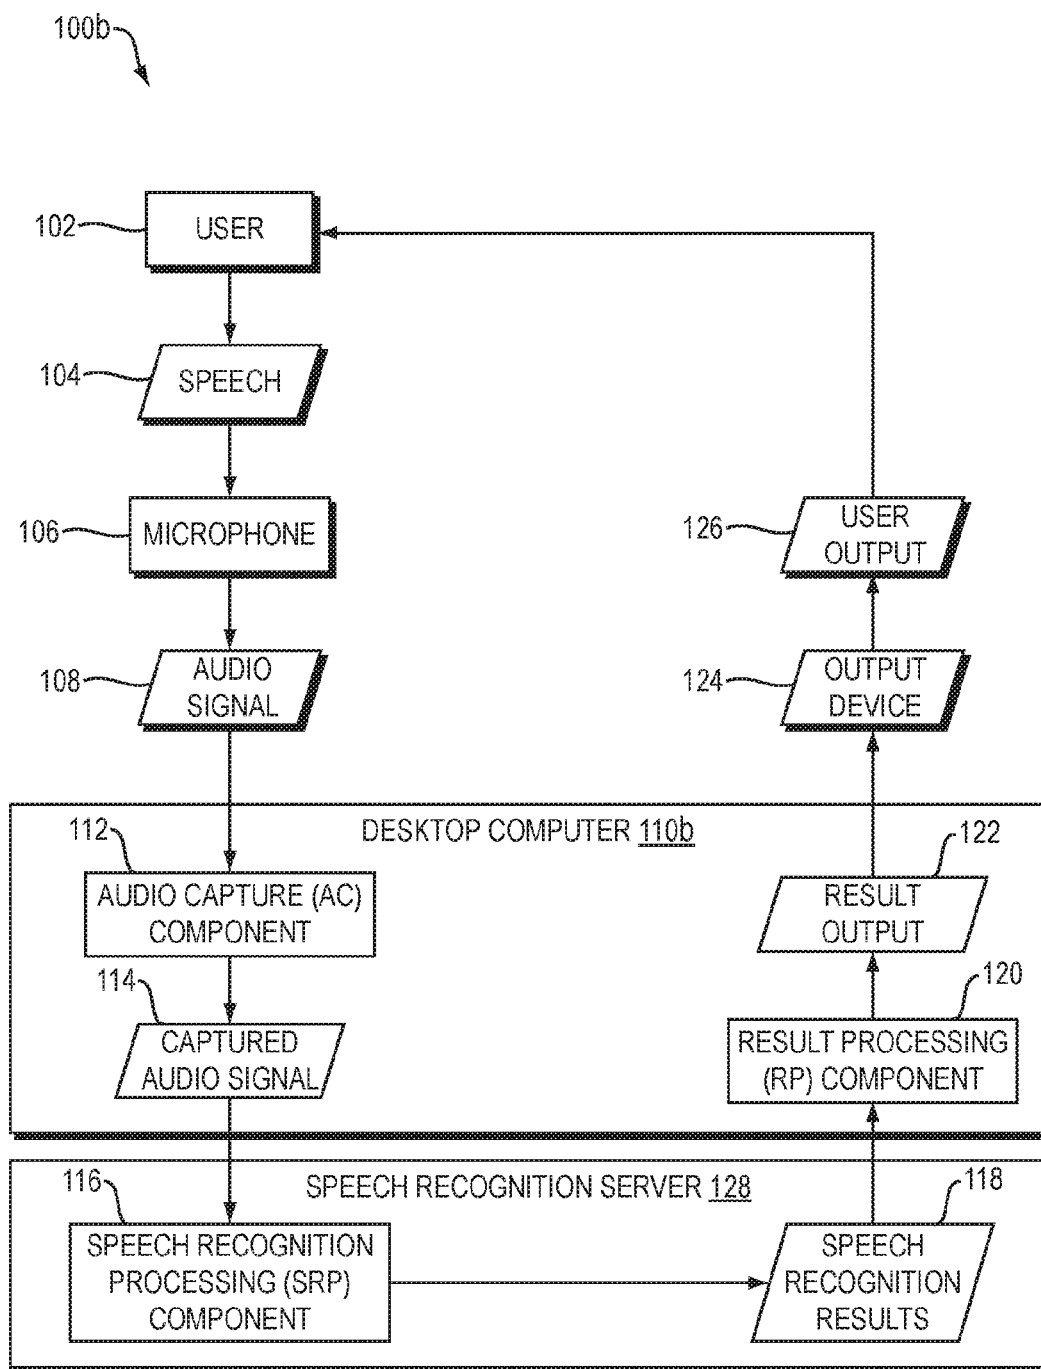 100b
102
USER
104
SPEECH
106
MICROPHONE
126
USER
OUTPUT
108
AUDIO
SIGNAL
124
OUTPUT
DEVICE
DESKTOP COMPUTER 110b
112
122
AUDIO CAPTURE (AC)
COMPONENT
RESULT
OUTPUT
114
120
CAPTURED
AUDIO SIGNAL
RESULT PROCESSING
(RP) COMPONENT
SPEECH RECOGNITION SERVER 128
116
118
SPEECH RECOGNITION
PROCESSING (SRP)
COMPONENT
SPEECH
RECOGNITION
RESULTS